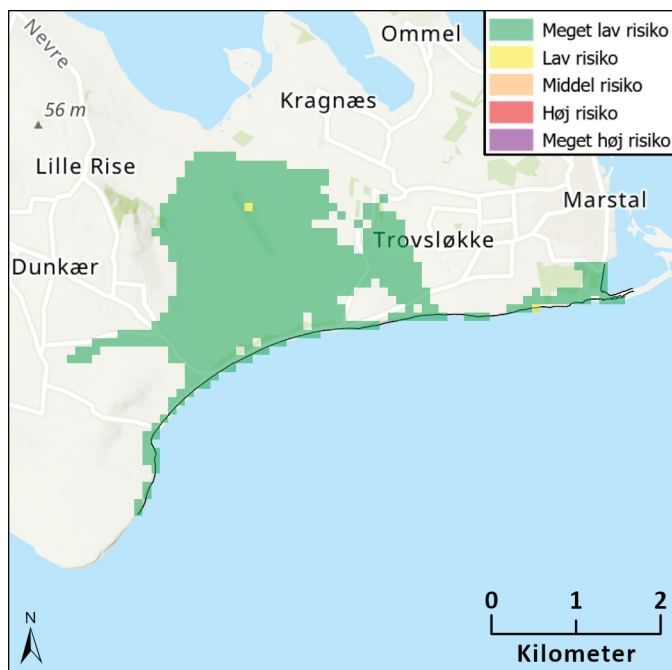 Nevre
56 m
Lille Rise
Dunkær
Ommel
Kragnæs
Trovsløkke
Marstal
Meget lav risiko
Lav risiko
Middel risiko
Høj risiko
Meget høj risiko
N
0 1 2
Kilometer